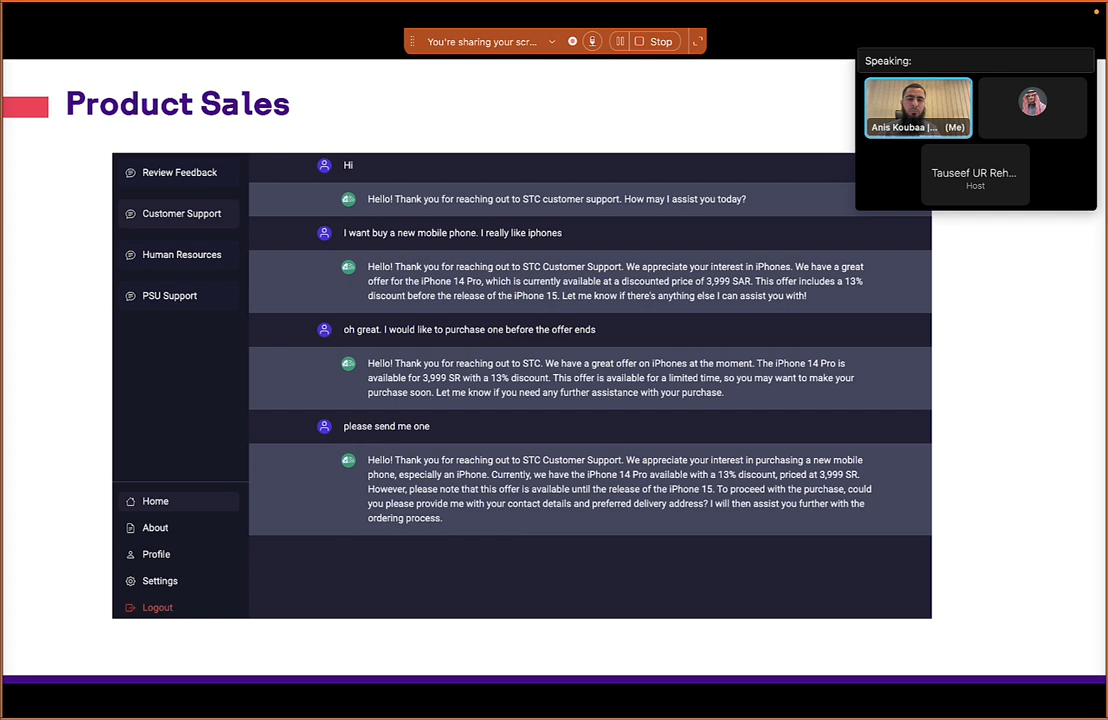 You're sharing your scr...
Stop
Speaking:
Anis Koubaa |... (Me)
Tauseef UR Reh...
Host
Product Sales
Review Feedback
Customer Support
Human Resources
PSU Support
Home
About
Profile
Settings
Logout
Hi
Hello! Thank you for reaching out to STC customer support. How may I assist you today?
I want buy a new mobile phone. I really like iphones
Hello! Thank you for reaching out to STC Customer Support. We appreciate your interest in iPhones. We have a great
offer for the iPhone 14 Pro, which is currently available at a discounted price of 3,999 SAR. This offer includes a 13%
discount before the release of the iPhone 15. Let me know if there's anything else I can assist you with!
oh great. I would like to purchase one before the offer ends
Hello! Thank you for reaching out to STC. We have a great offer on iPhones at the moment. The iPhone 14 Pro is
available for 3,999 SR with a 13% discount. This offer is available for a limited time, so you may want to make your
purchase soon. Let me know if you need any further assistance with your purchase.
please send me one
Hello! Thank you for reaching out to STC Customer Support. We appreciate your interest in purchasing a new mobile
phone, especially an iPhone. Currently, we have the iPhone 14 Pro available with a 13% discount, priced at 3,999 SR.
However, please note that this offer is available until the release of the iPhone 15. To proceed with the purchase, could
you please provide me with your contact details and preferred delivery address? I will then assist you further with the
ordering process.